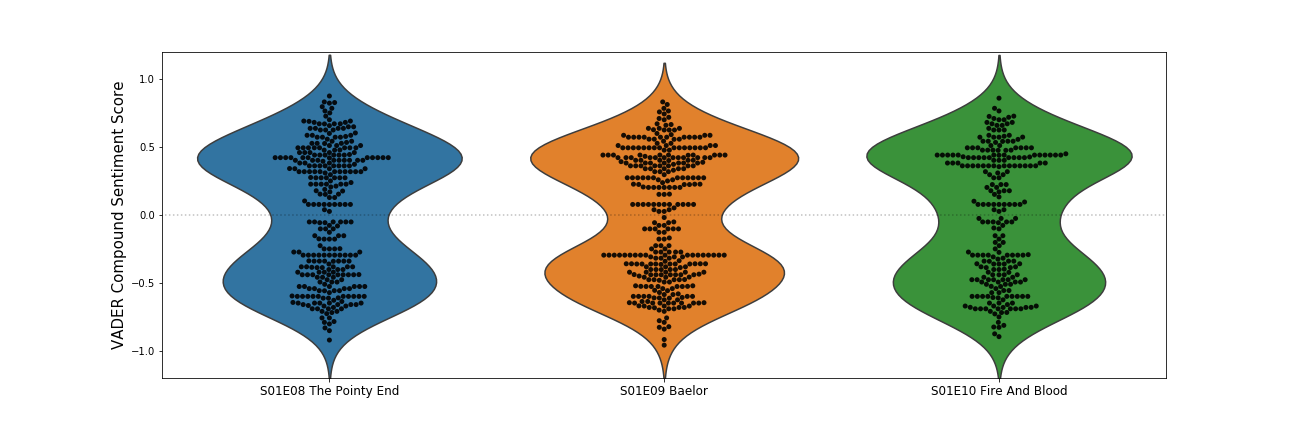 VADER Compound Sentiment Score
1.0
0.5
0.0
−0.5
−1.0
S01E08 The Pointy End
S01E09 Baelor
S01E10 Fire And Blood